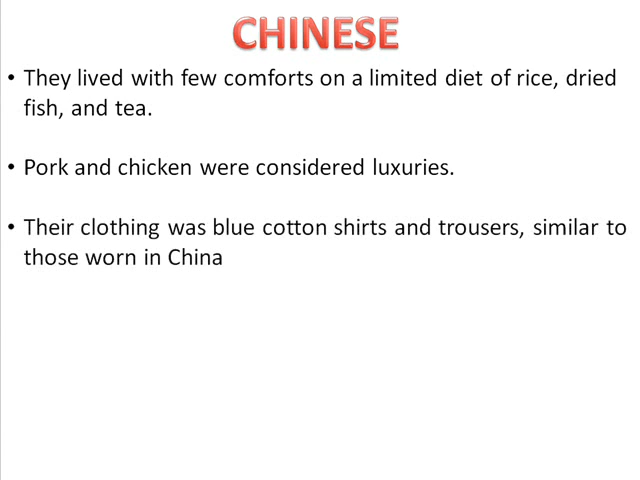 CHINESE
• They lived with few comforts on a limited diet of rice, dried
fish, and tea.
• Pork and chicken were considered luxuries.
• Their clothing was blue cotton shirts and trousers, similar to
those worn in China